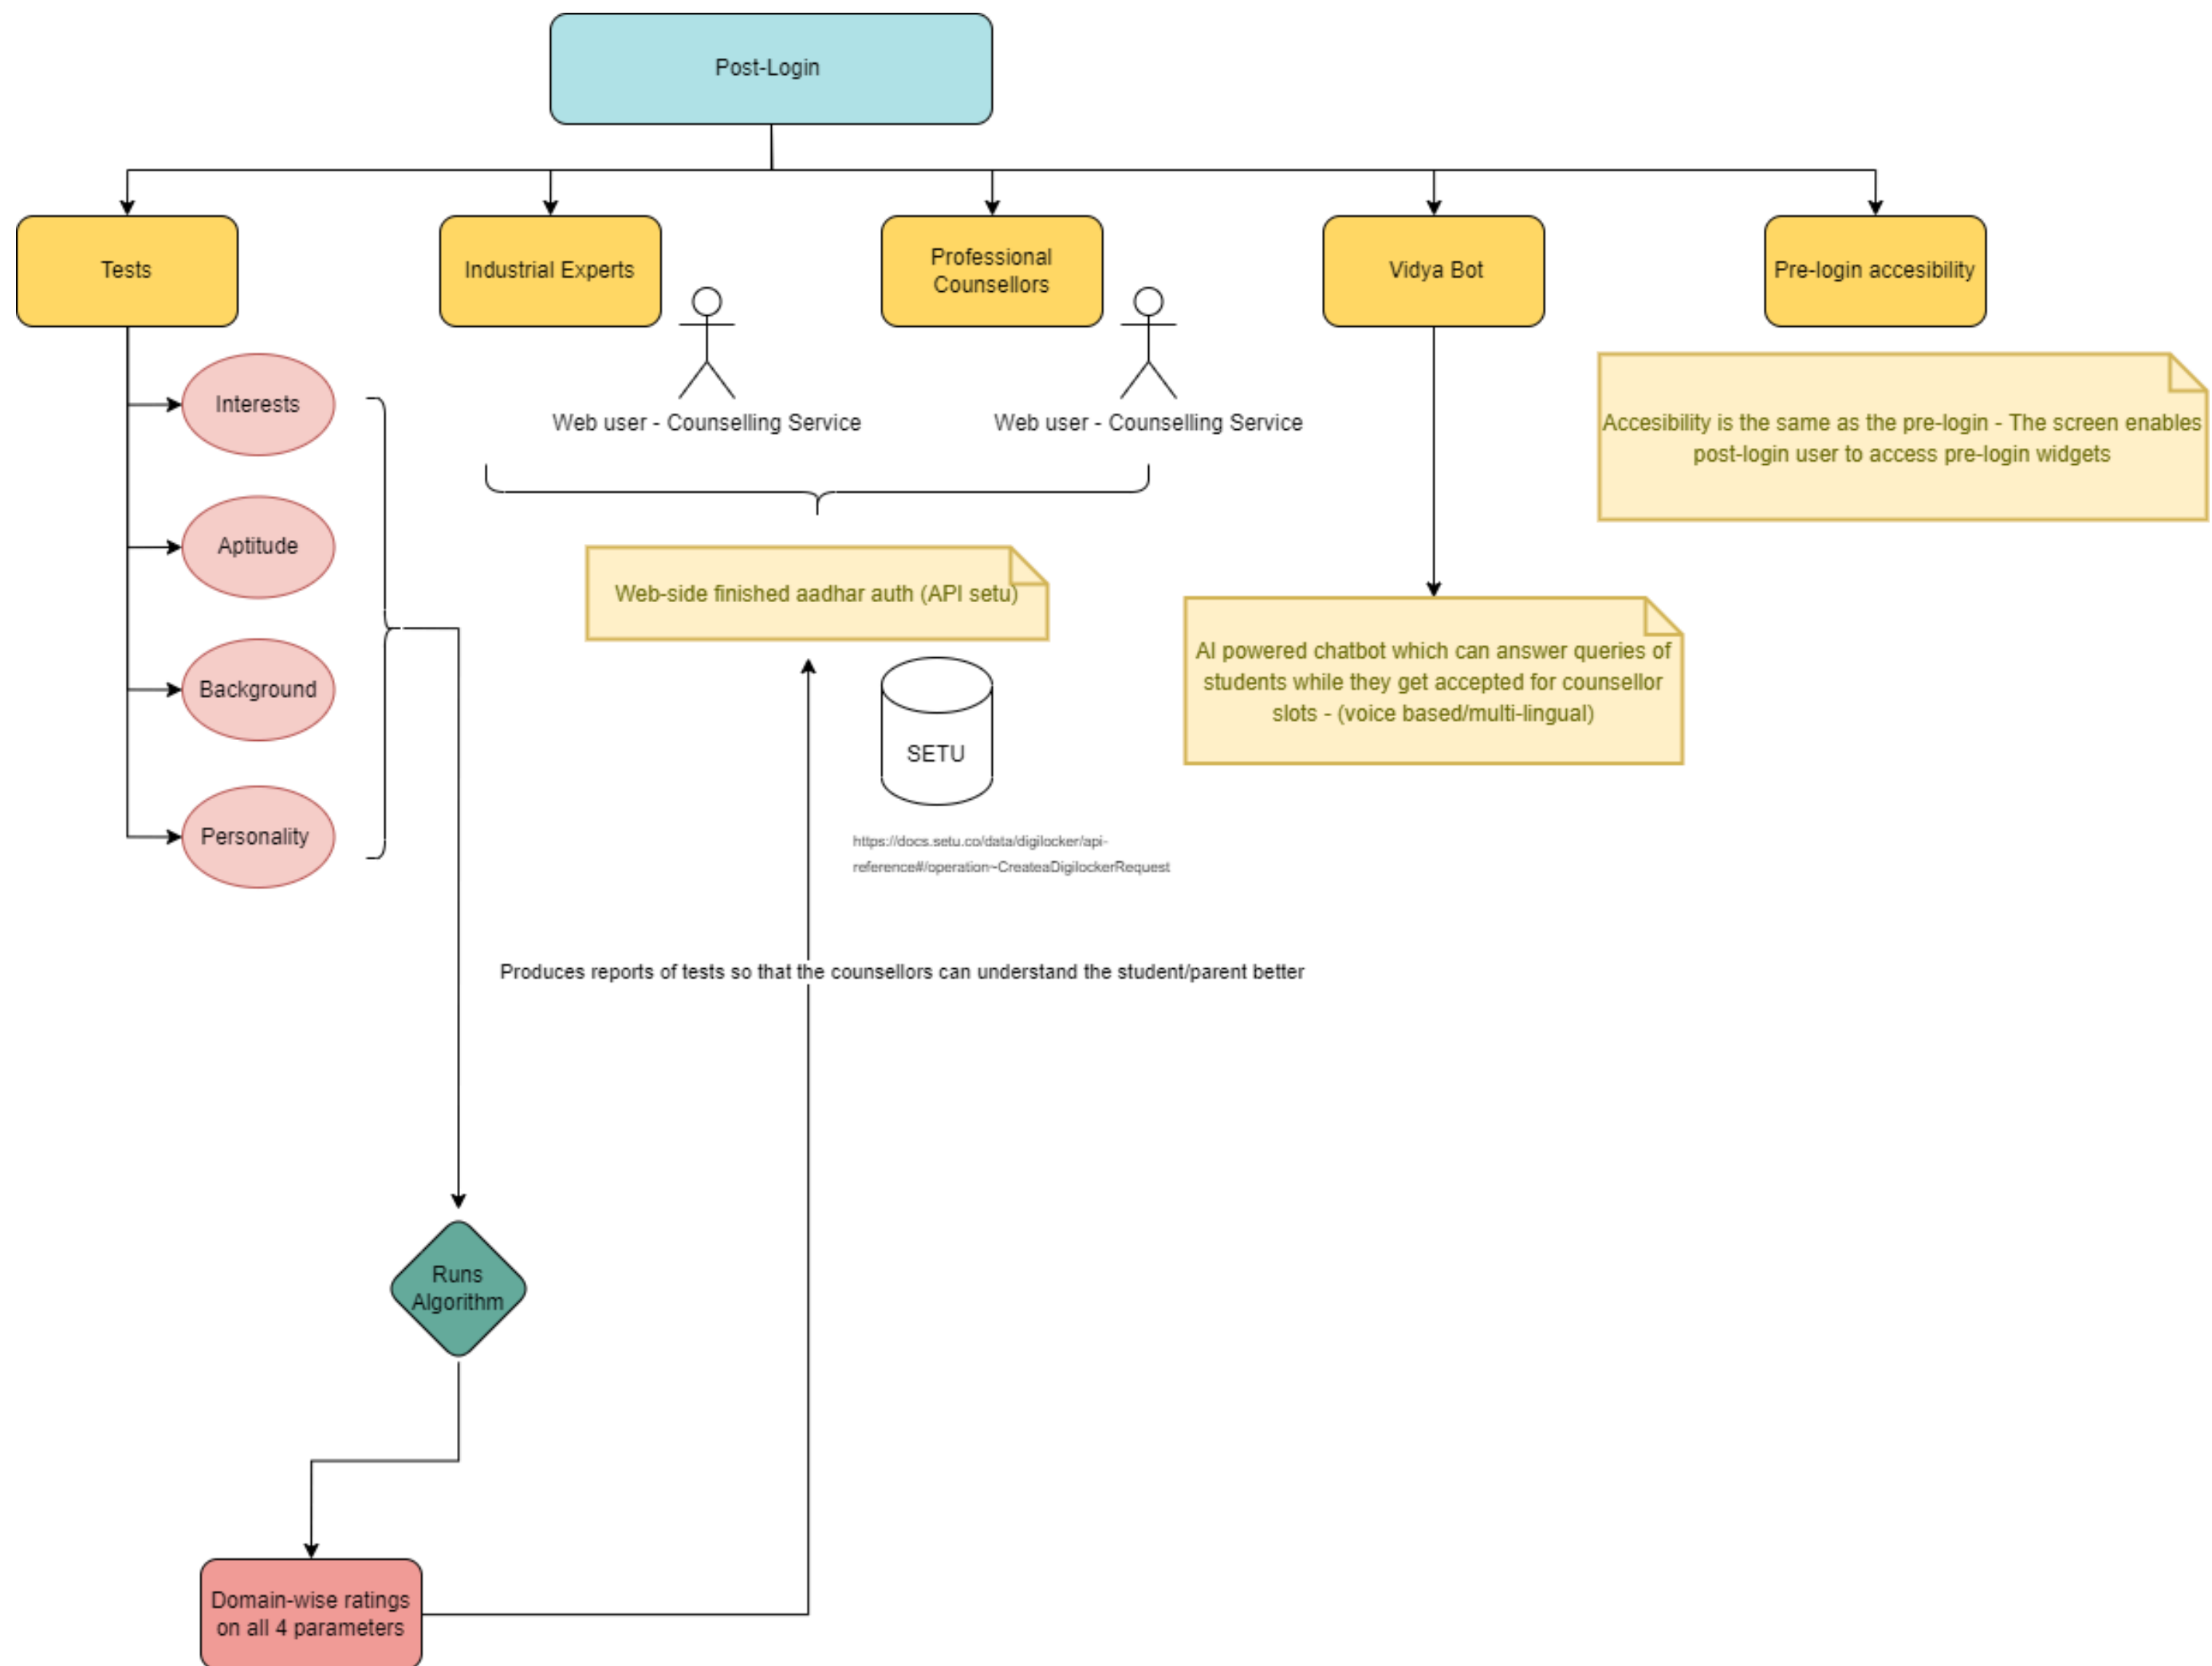 Post-Login
Tests
Industrial Experts
Professional
Counsellors
Vidya Bot
Pre-login accesibility
Interests
Aptitude
Background
Personality
Web user - Counselling Service
Web user - Counselling Service
Accesibility is the same as the pre-login - The screen enables
post-login user to access pre-login widgets
Web-side finished aadhar auth (API setu)
AI powered chatbot which can answer queries of
students while they get accepted for counsellor
slots - (voice based/multi-lingual)
SETU
https://docs.setu.co/data/digilocker/api-
reference#/operation~CreateaDigilockerRequest
Produces reports of tests so that the counsellors can understand the student/parent better
Runs
Algorithm
Domain-wise ratings
on all 4 parameters